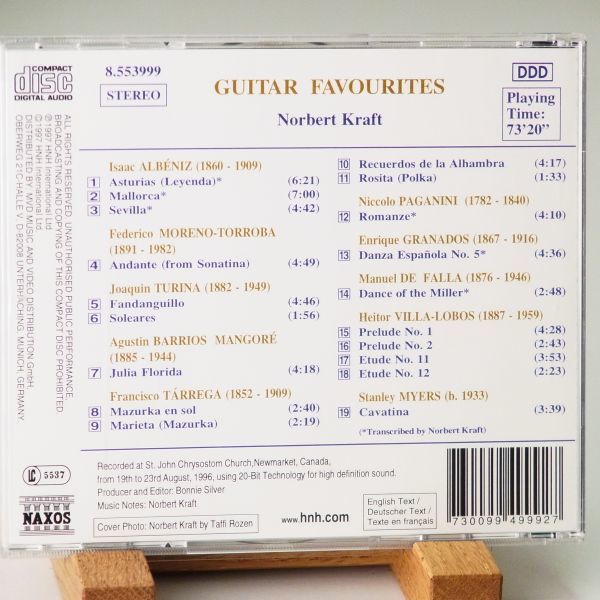 COMPACT
disc
DIGITAL AUDIO
8.553999
STEREO
GUITAR FAVOURITES
Norbert Kraft
DDD
Playing
Time:
73'20"
Isaac ALBÉNIZ (1860 - 1909)
1 Asturias (Leyenda)* (6:21)
2 Mallorca* (7:00)
3 Sevilla* (4:42)
Federico MORENO-TORROBA
(1891 - 1982)
4 Andante (from Sonatina) (4:49)
Joaquin TURINA (1882 - 1949)
5 Fandanguillo (4:46)
6 Soleares (1:56)
Agustin BARRIOS MANGORÉ
(1885 - 1944)
7 Julia Florida (4:18)
Francisco TÁRREGA (1852 - 1909)
8 Mazurka en sol (2:40)
9 Marieta (Mazurka) (2:19)
10 Recuerdos de la Alhambra (4:17)
11 Rosita (Polka) (1:33)
Niccolo PAGANINI (1782 - 1840)
12 Romanze* (4:10)
Enrique GRANADOS (1867 - 1916)
13 Danza Española No. 5* (4:36)
Manuel DE FALLA (1876 - 1946)
14 Dance of the Miller* (2:48)
Heitor VILLA-LOBOS (1887 - 1959)
15 Prelude No. 1 (4:28)
16 Prelude No. 2 (2:43)
17 Etude No. 11 (3:53)
18 Etude No. 12 (2:23)
Stanley MYERS (b. 1933)
19 Cavatina (3:39)
(*Transcribed by Norbert Kraft)
Recorded at St. John Chrysostom Church,Newmarket, Canada,
from 19th to 23rd August, 1996, using 20-Bit Technology for high definition sound.
Producer and Editor: Bonnie Silver
Music Notes: Norbert Kraft
Cover Photo: Norbert Kraft by Taffi Rozen
www.hnh.com
English Text /
Deutscher Text /
Texte en français
730099 499927
LC 5537
NAXOS
ALL RIGHTS RESERVED. UNAUTHORISED PUBLIC PERFORMANCE,
BROADCASTING AND COPYING OF THIS COMPACT DISC PROHIBITED
℗ 1997 HNH International Ltd.
© 1997 HNH International Ltd.
DISTRIBUTED BY: MVD MUSIC AND VIDEO DISTRIBUTION GmbH,
OBERWEG 21C HALLE V, D-82008 UNTERHACHING, MUNICH, GERMANY